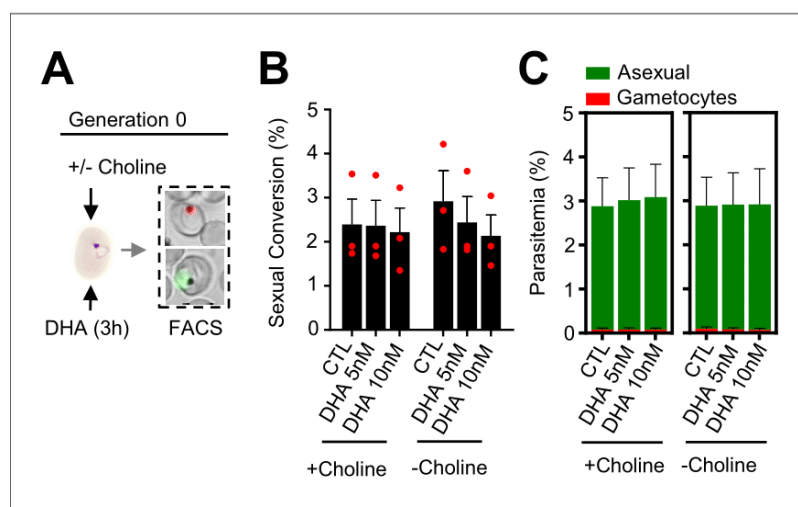 A
Generation 0
+/- Choline
DHA (3h)
FACS
B
Sexual Conversion (%)
5
4
3
2
1
0
CTL
DHA 5nM
DHA 10nM
CTL
DHA 5nM
DHA 10nM
+Choline
-Choline
C
Asexual
Gametocytes
Parasitemia (%)
5
4
3
2
1
0
CTL
DHA 5nM
DHA 10nM
CTL
DHA 5nM
DHA 10nM
+Choline
-Choline